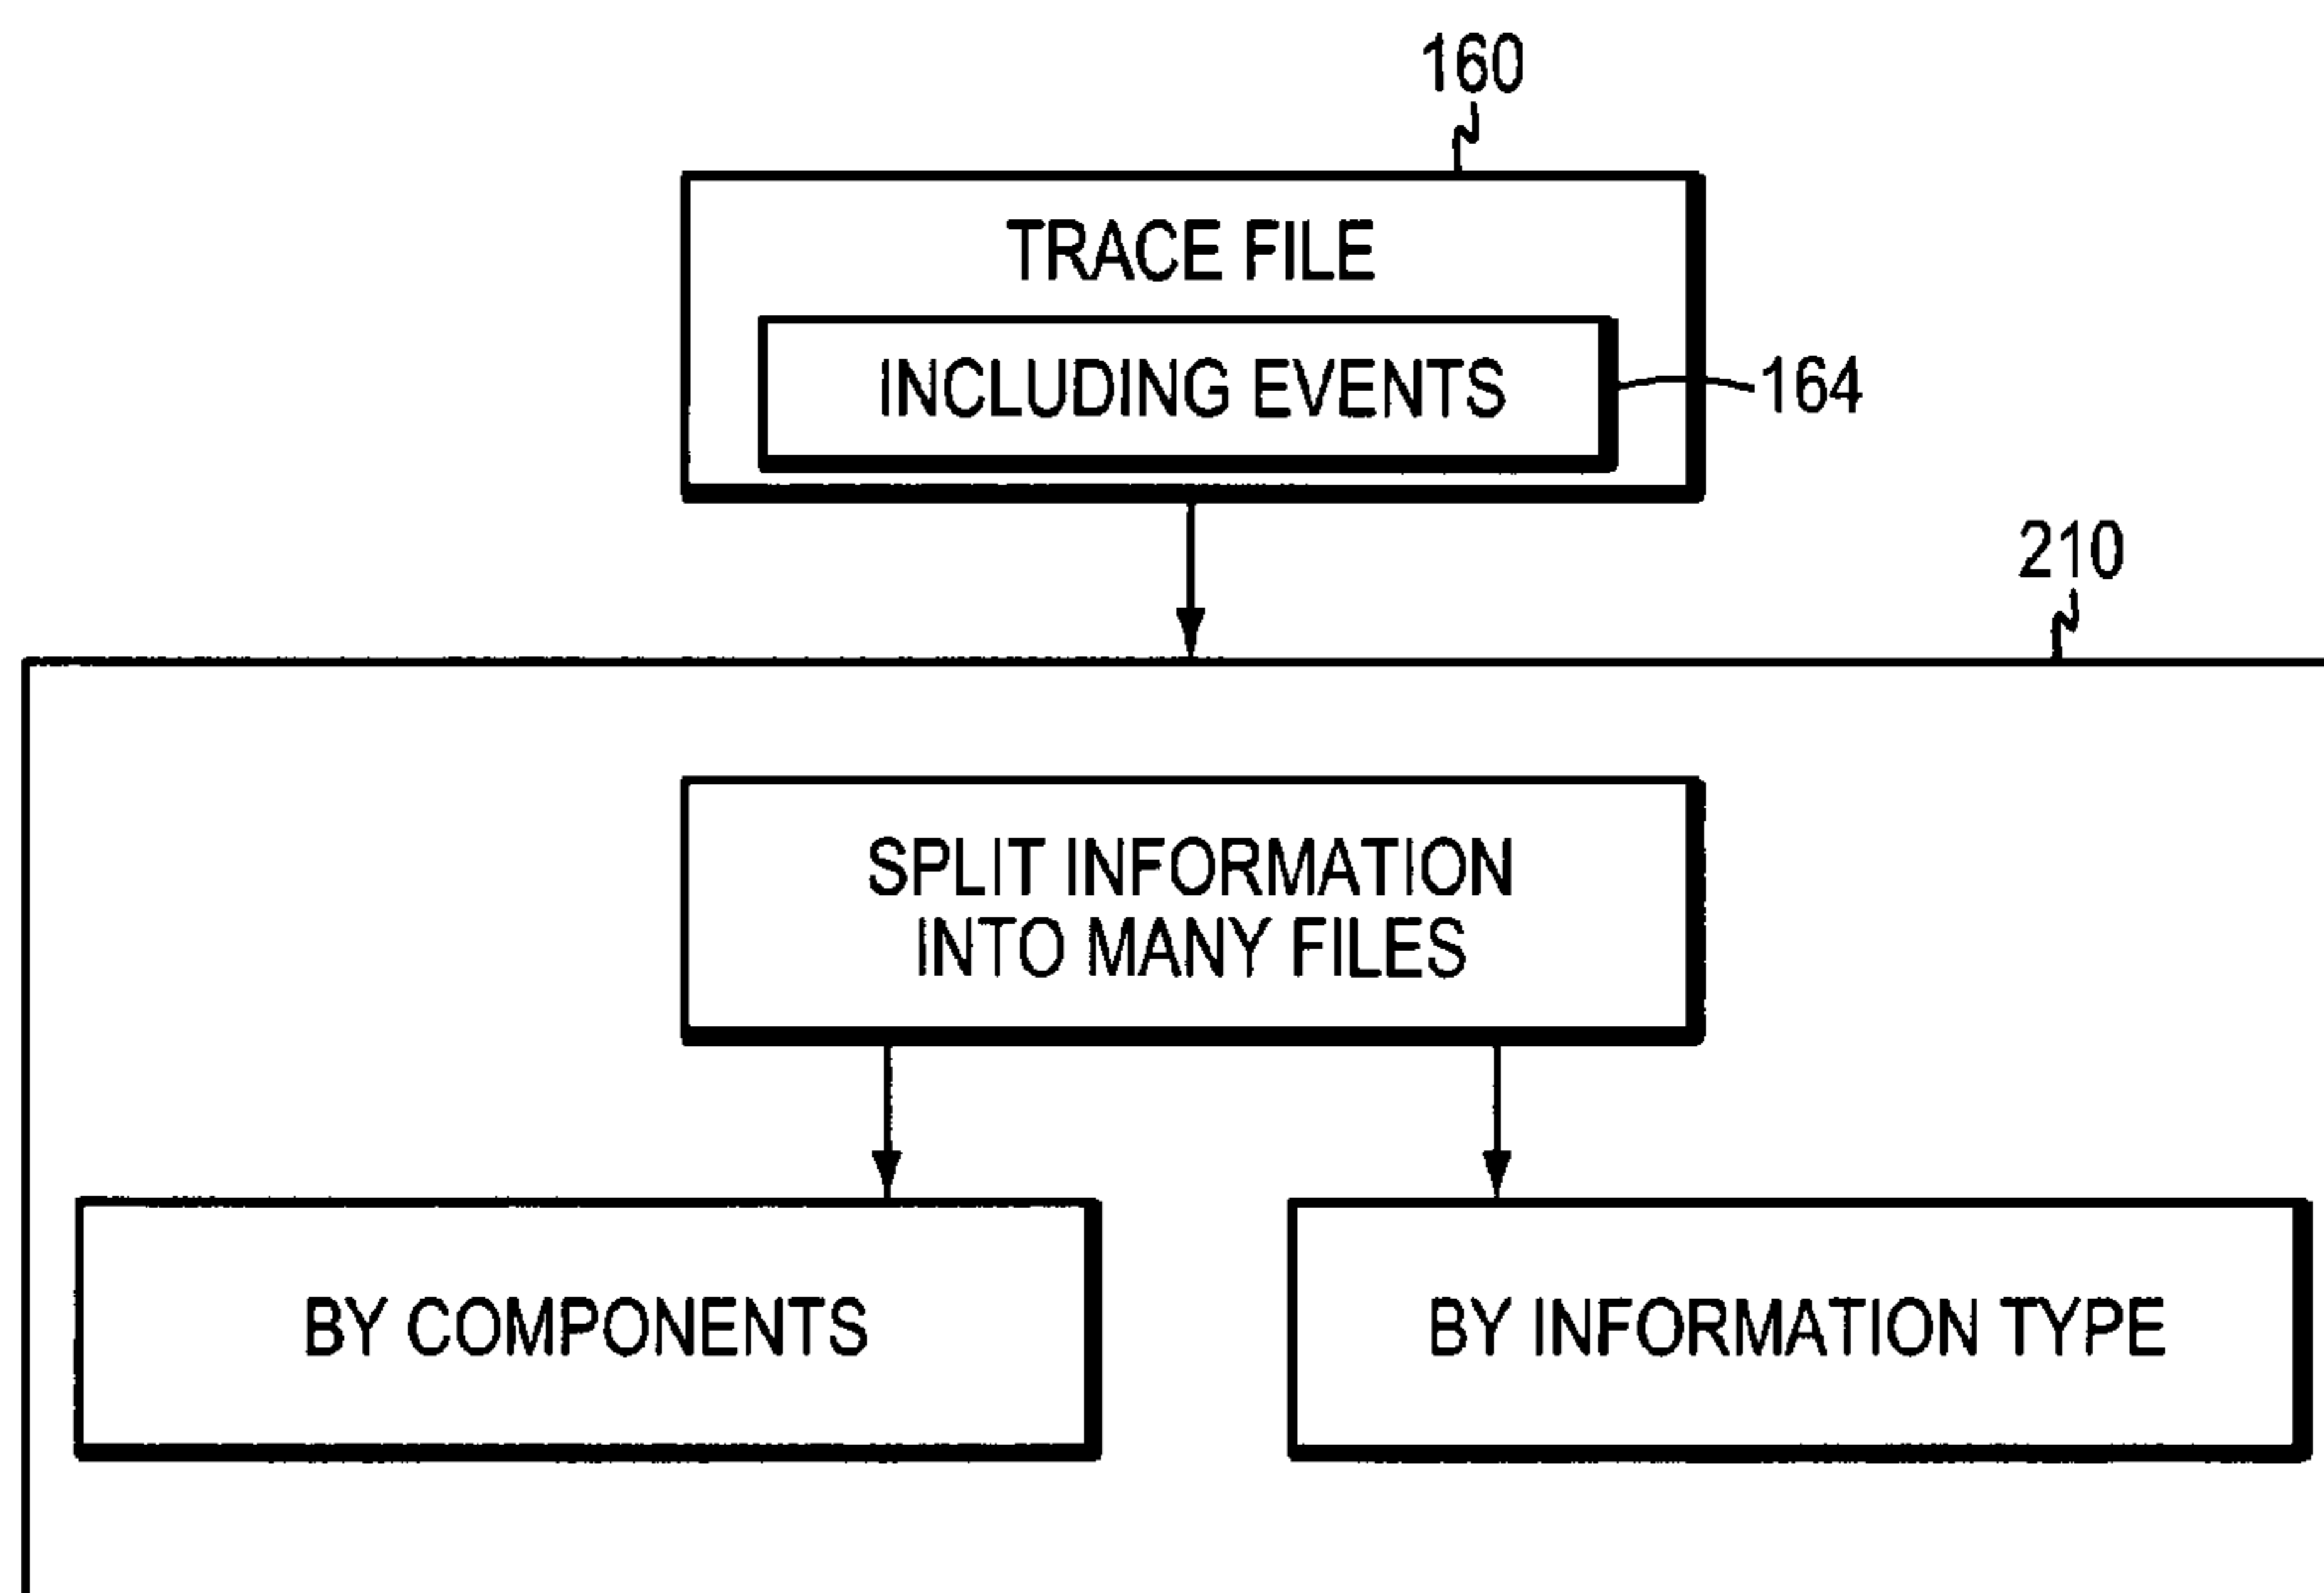 160
TRACE FILE
INCLUDING EVENTS
164
210
SPLIT INFORMATION
INTO MANY FILES
BY COMPONENTS
BY INFORMATION TYPE